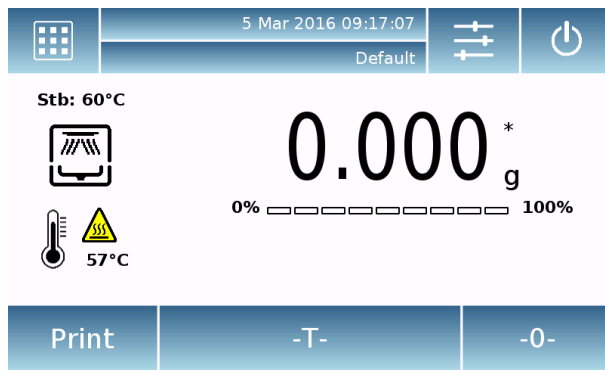 5 Mar 2016 09:17:07
Default
Stb: 60°C
0.000 * g
0% 100%
57°C
Print -T- -0-